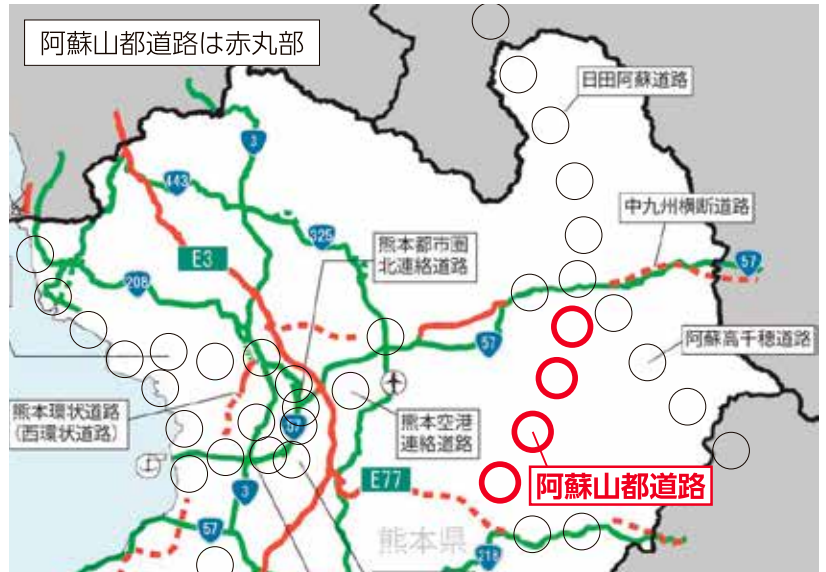 阿蘇山都道路は赤丸部
日田阿蘇道路
3
443
中九州横断道路
325
熊本都市圏
北連絡道路
57
E3
208
57
阿蘇高千穂道路
熊本環状道路
(西環状道路)
57
熊本空港
連絡道路
阿蘇山都道路
E77
3
57
熊本県
218